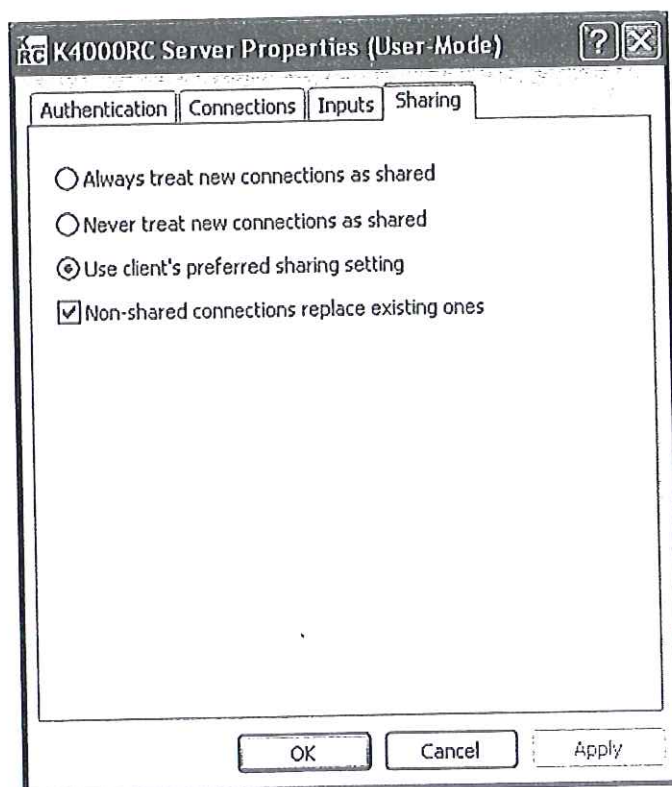 RC K4000RC Server Properties (User-Mode) ?
Authentication Connections Inputs Sharing
Always treat new connections as shared
Never treat new connections as shared
Use client's preferred sharing setting
Non-shared connections replace existing ones
OK Cancel Apply